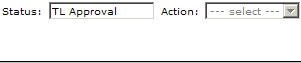 Status: TL Approval Action: --- select ---